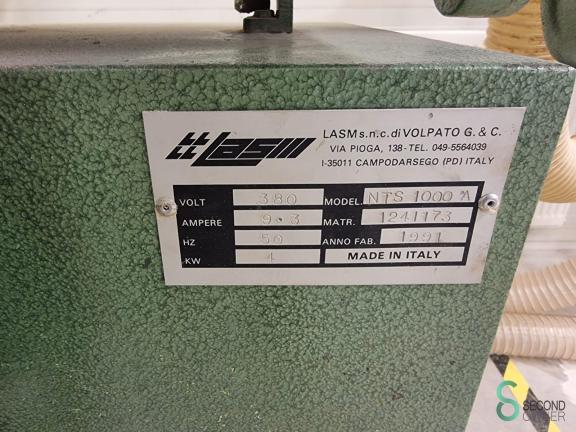 LASM
LASM s.n.c. di VOLPATO G. & C.
VIA PIOGA, 138 - TEL. 049-5564039
I-35011 CAMPODARSEGO (PD) ITALY
VOLT 380 MODEL. NTS 1000 A
AMPERE 9.3 MATR. 1241173
HZ 50 ANNO FAB. 1991
KW 4 MADE IN ITALY
SECOND
OWNER